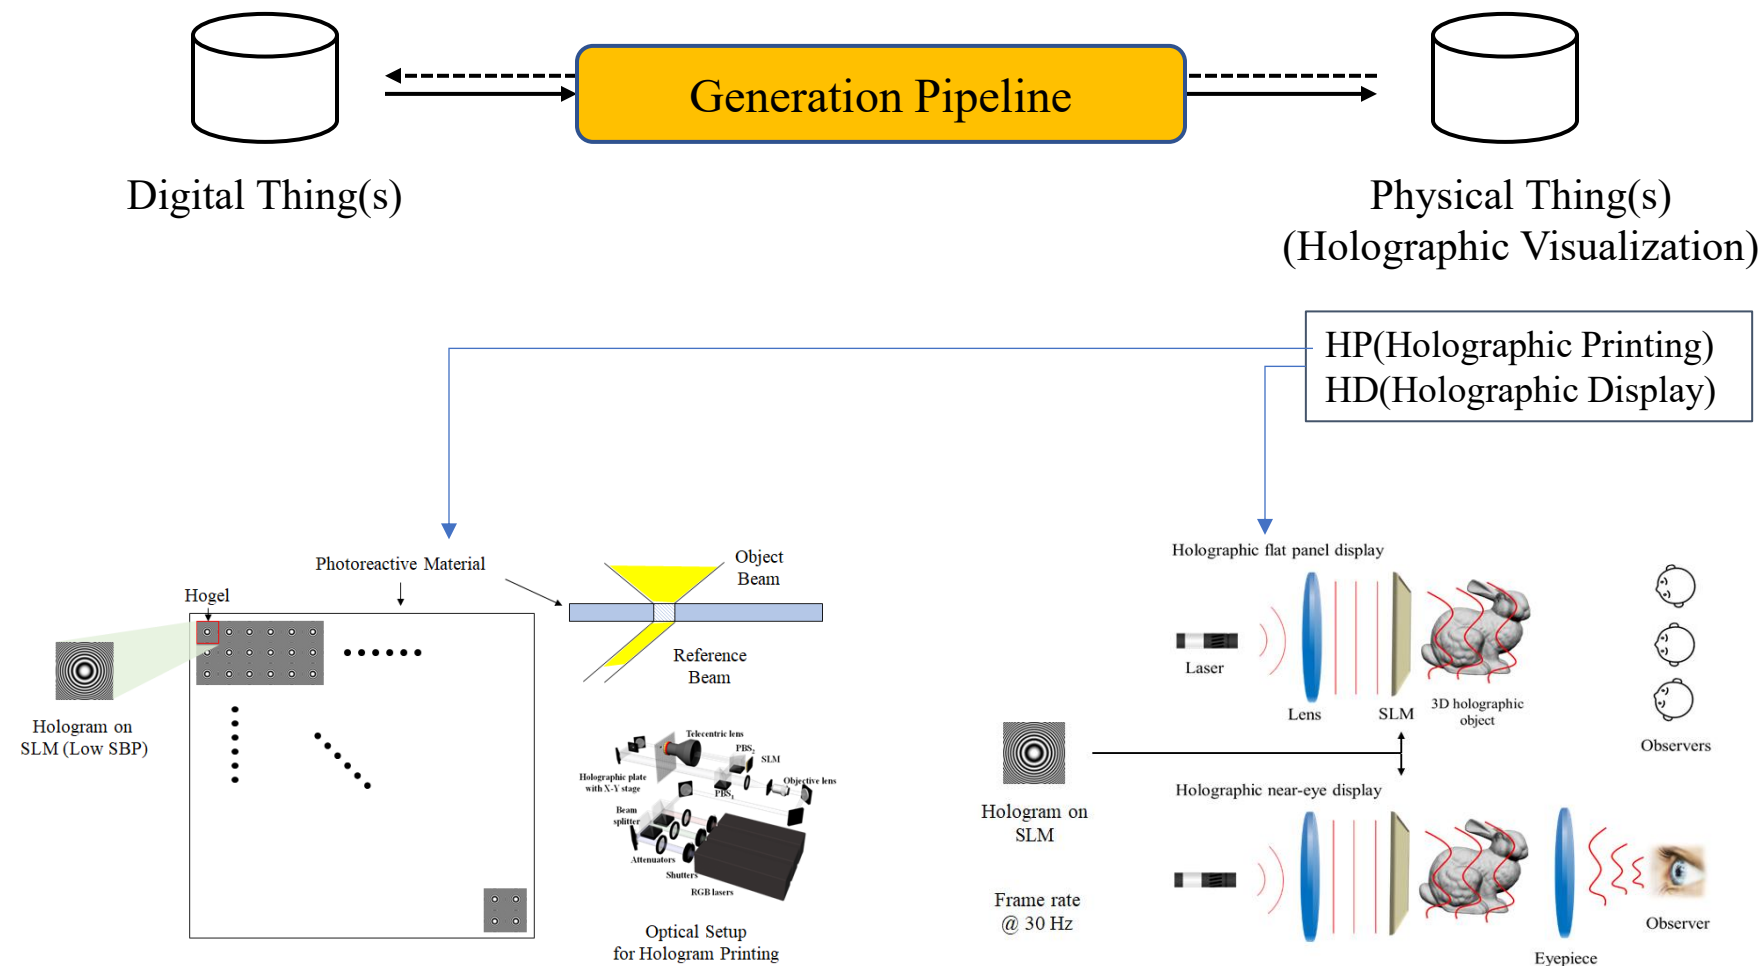 Generation Pipeline
Digital Thing(s)
Physical Thing(s)
(Holographic Visualization)
HP(Holographic Printing)
HD(Holographic Display)
Photoreactive Material
Hogel
Hologram on
SLM (Low SBP)
Object
Beam
Reference
Beam
Telecentric lens
PBS2
SLM
Holographic plate
with X-Y stage
PBS1
Objective lens
Beam
splitter
Attenuators
Shutters
RGB lasers
Optical Setup
for Hologram Printing
Holographic flat panel display
Laser
Lens
SLM
3D holographic
object
Observers
Hologram on
SLM
Frame rate
@ 30 Hz
Holographic near-eye display
Eyepiece
Observer